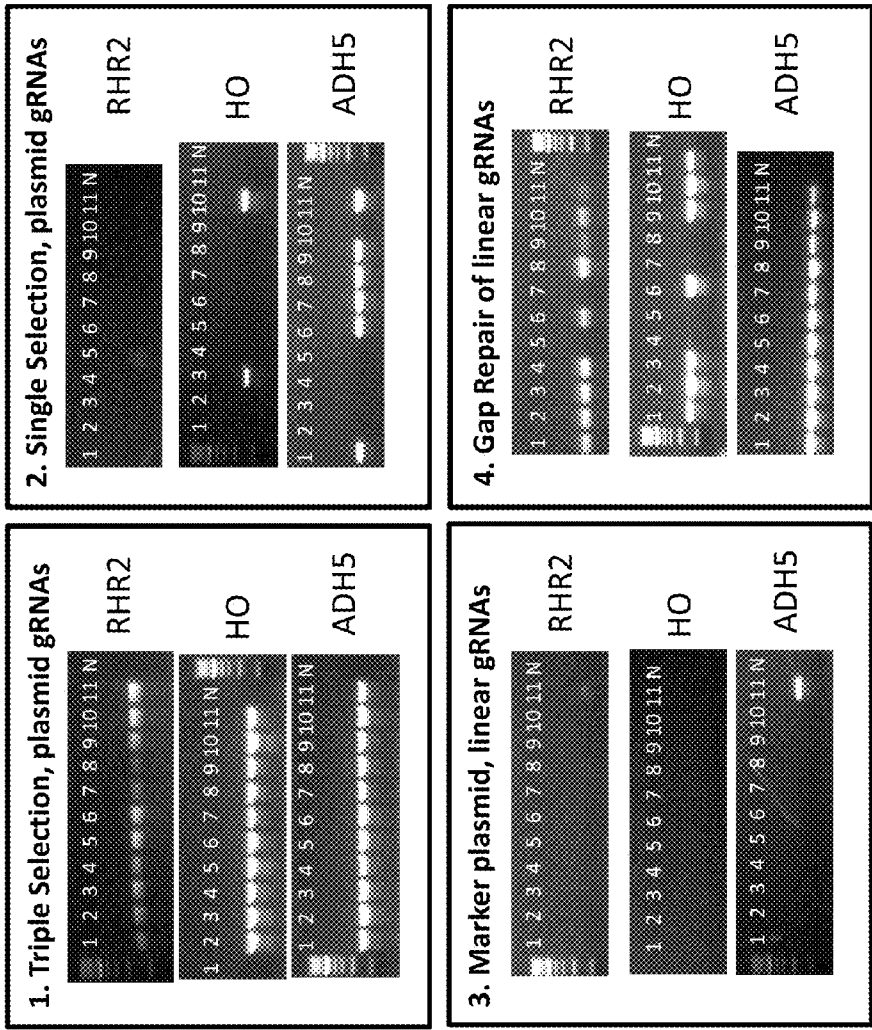 1. Triple Selection, plasmid gRNAs
1 2 3 4 5 6 7 8 9 10 11 N
RHR2
1 2 3 4 5 6 7 8 9 10 11 N
HO
1 2 3 4 5 6 7 8 9 10 11 N
ADH5
2. Single Selection, plasmid gRNAs
1 2 3 4 5 6 7 8 9 10 11 N
RHR2
1 2 3 4 5 6 7 8 9 10 11 N
HO
1 2 3 4 5 6 7 8 9 10 11 N
ADH5
3. Marker plasmid, linear gRNAs
1 2 3 4 5 6 7 8 9 10 11 N
RHR2
1 2 3 4 5 6 7 8 9 10 11 N
HO
1 2 3 4 5 6 7 8 9 10 11 N
ADH5
4. Gap Repair of linear gRNAs
1 2 3 4 5 6 7 8 9 10 11 N
RHR2
1 2 3 4 5 6 7 8 9 10 11 N
HO
1 2 3 4 5 6 7 8 9 10 11 N
ADH5